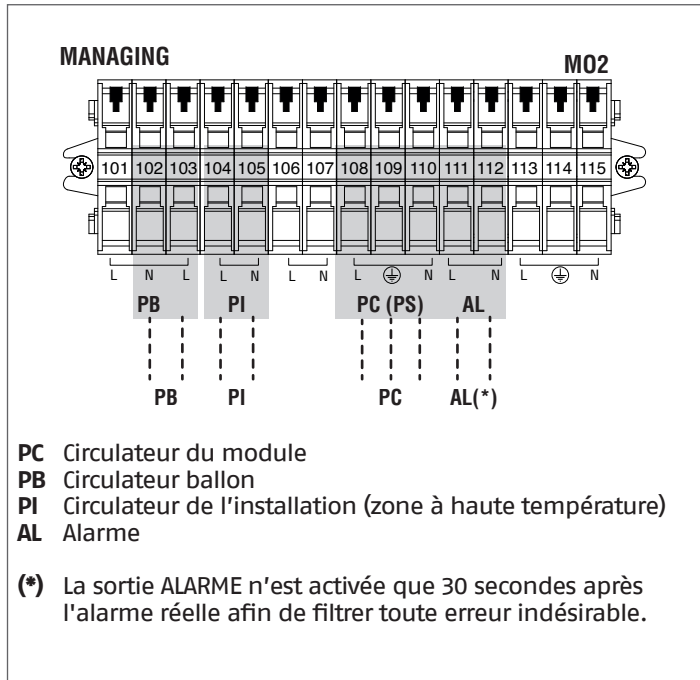 MANAGING
MO2
101 102 103 104 105 106 107 108 109 110 111 112 113 114 115
L N L L N L N L N L N L N
PB PI PC (PS) AL
PB PI PC AL(*)
PC Circulateur du module
PB Circulateur ballon
PI Circulateur de l'installation (zone à haute température)
AL Alarme
(*) La sortie ALARME n'est activée que 30 secondes après
l'alarme réelle afin de filtrer toute erreur indésirable.